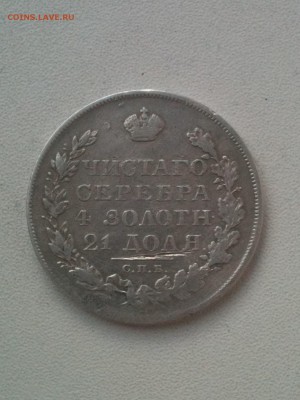 COINS.LAVE.RU
ЧИСТАГО
СЕРЕБРА
4 ЗОЛОТН.
21 ДОЛЯ.
С.П.Б.